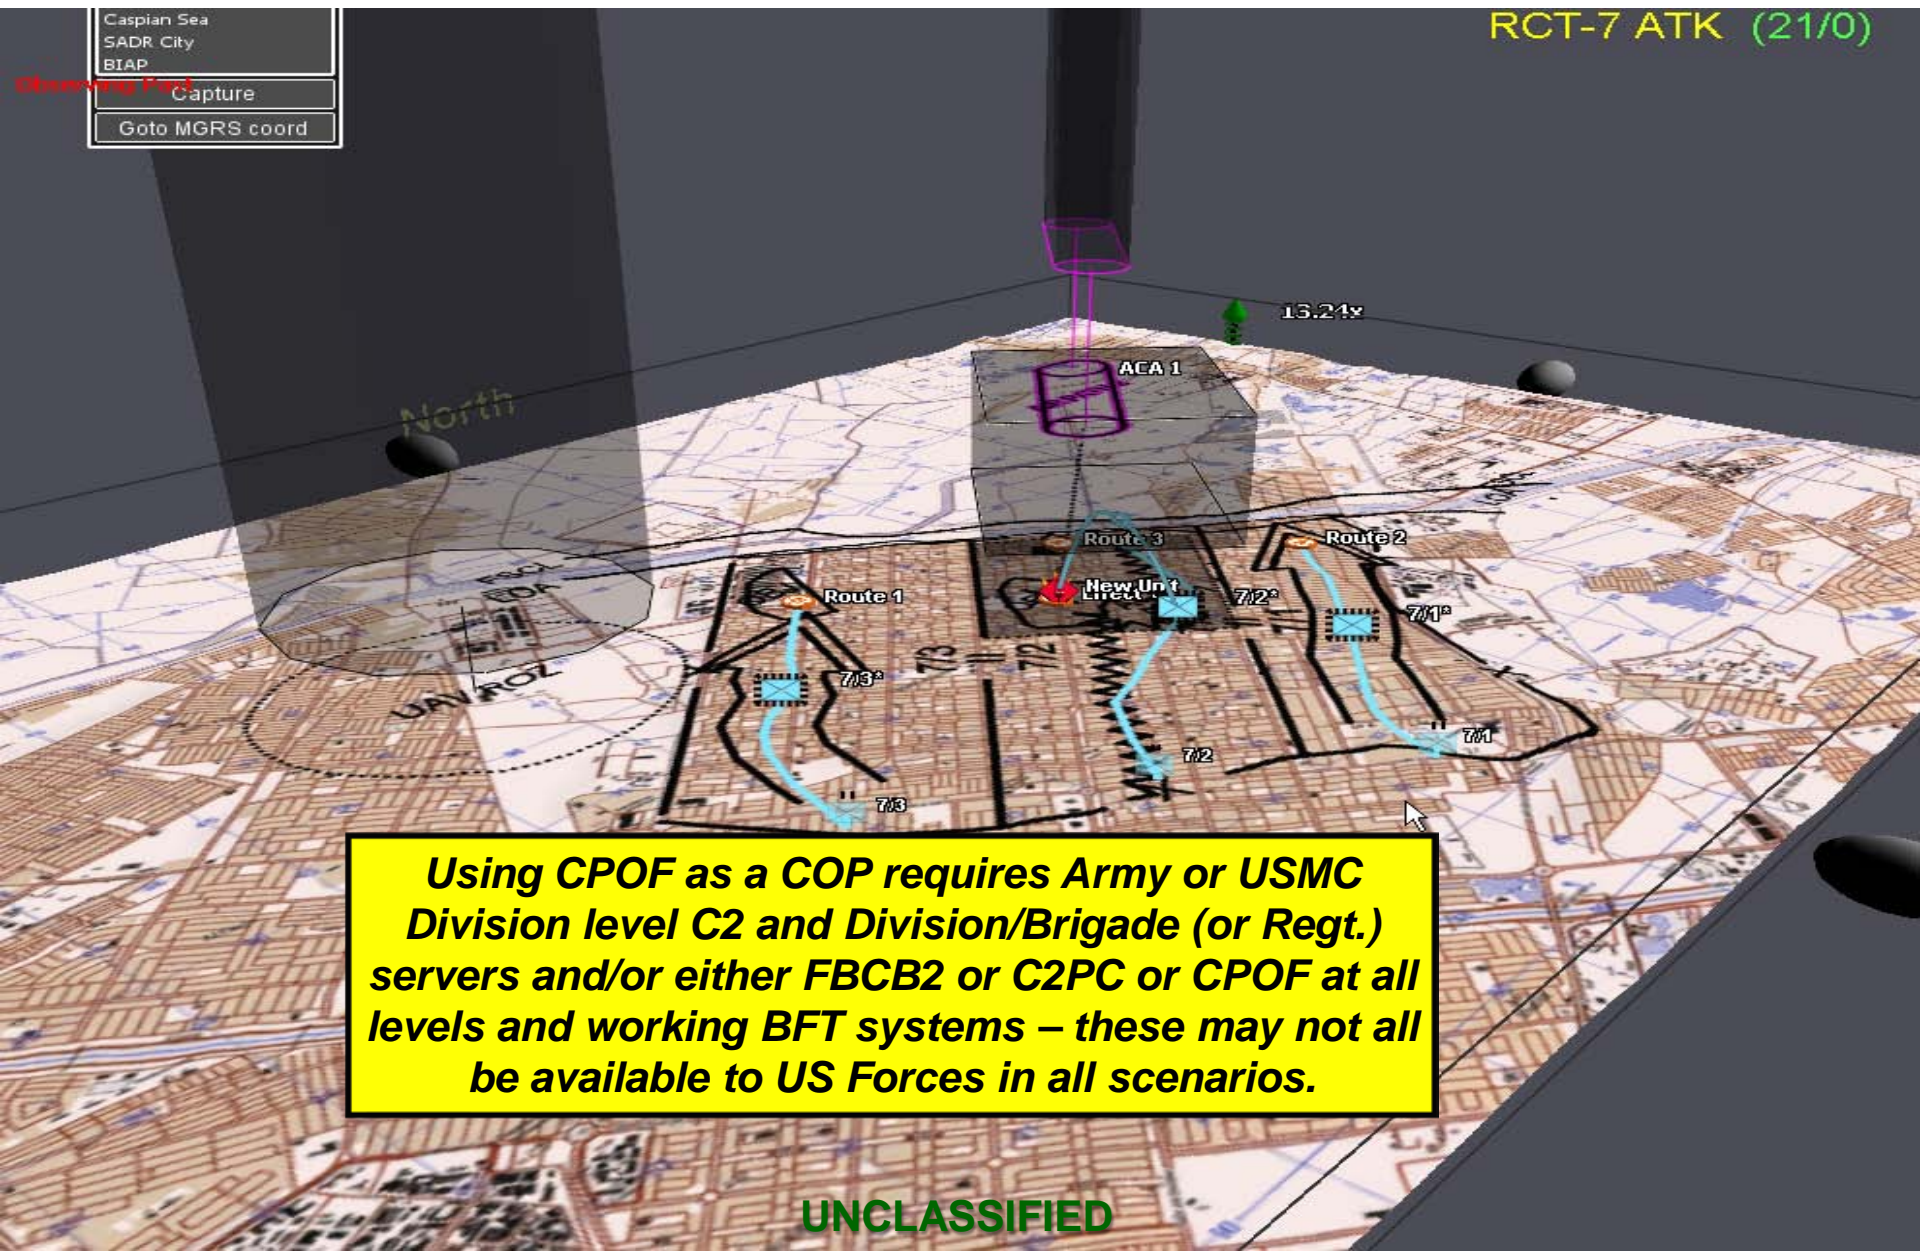 Caspian Sea
SADR City
BIAP
Capture
Goto MGRS coord
RCT-7 ATK (21/0)
13.24x
North
ACA 1
Route 3
Route 2
Route 1
New Unit
7/2*
7/1*
7/3*
7/3
7/2
FSCL
UAV ROZ
7/1
7/2
7/3
Using CPOF as a COP requires Army or USMC
Division level C2 and Division/Brigade (or Regt.)
servers and/or either FBCB2 or C2PC or CPOF at all
levels and working BFT systems – these may not all
be available to US Forces in all scenarios.
UNCLASSIFIED